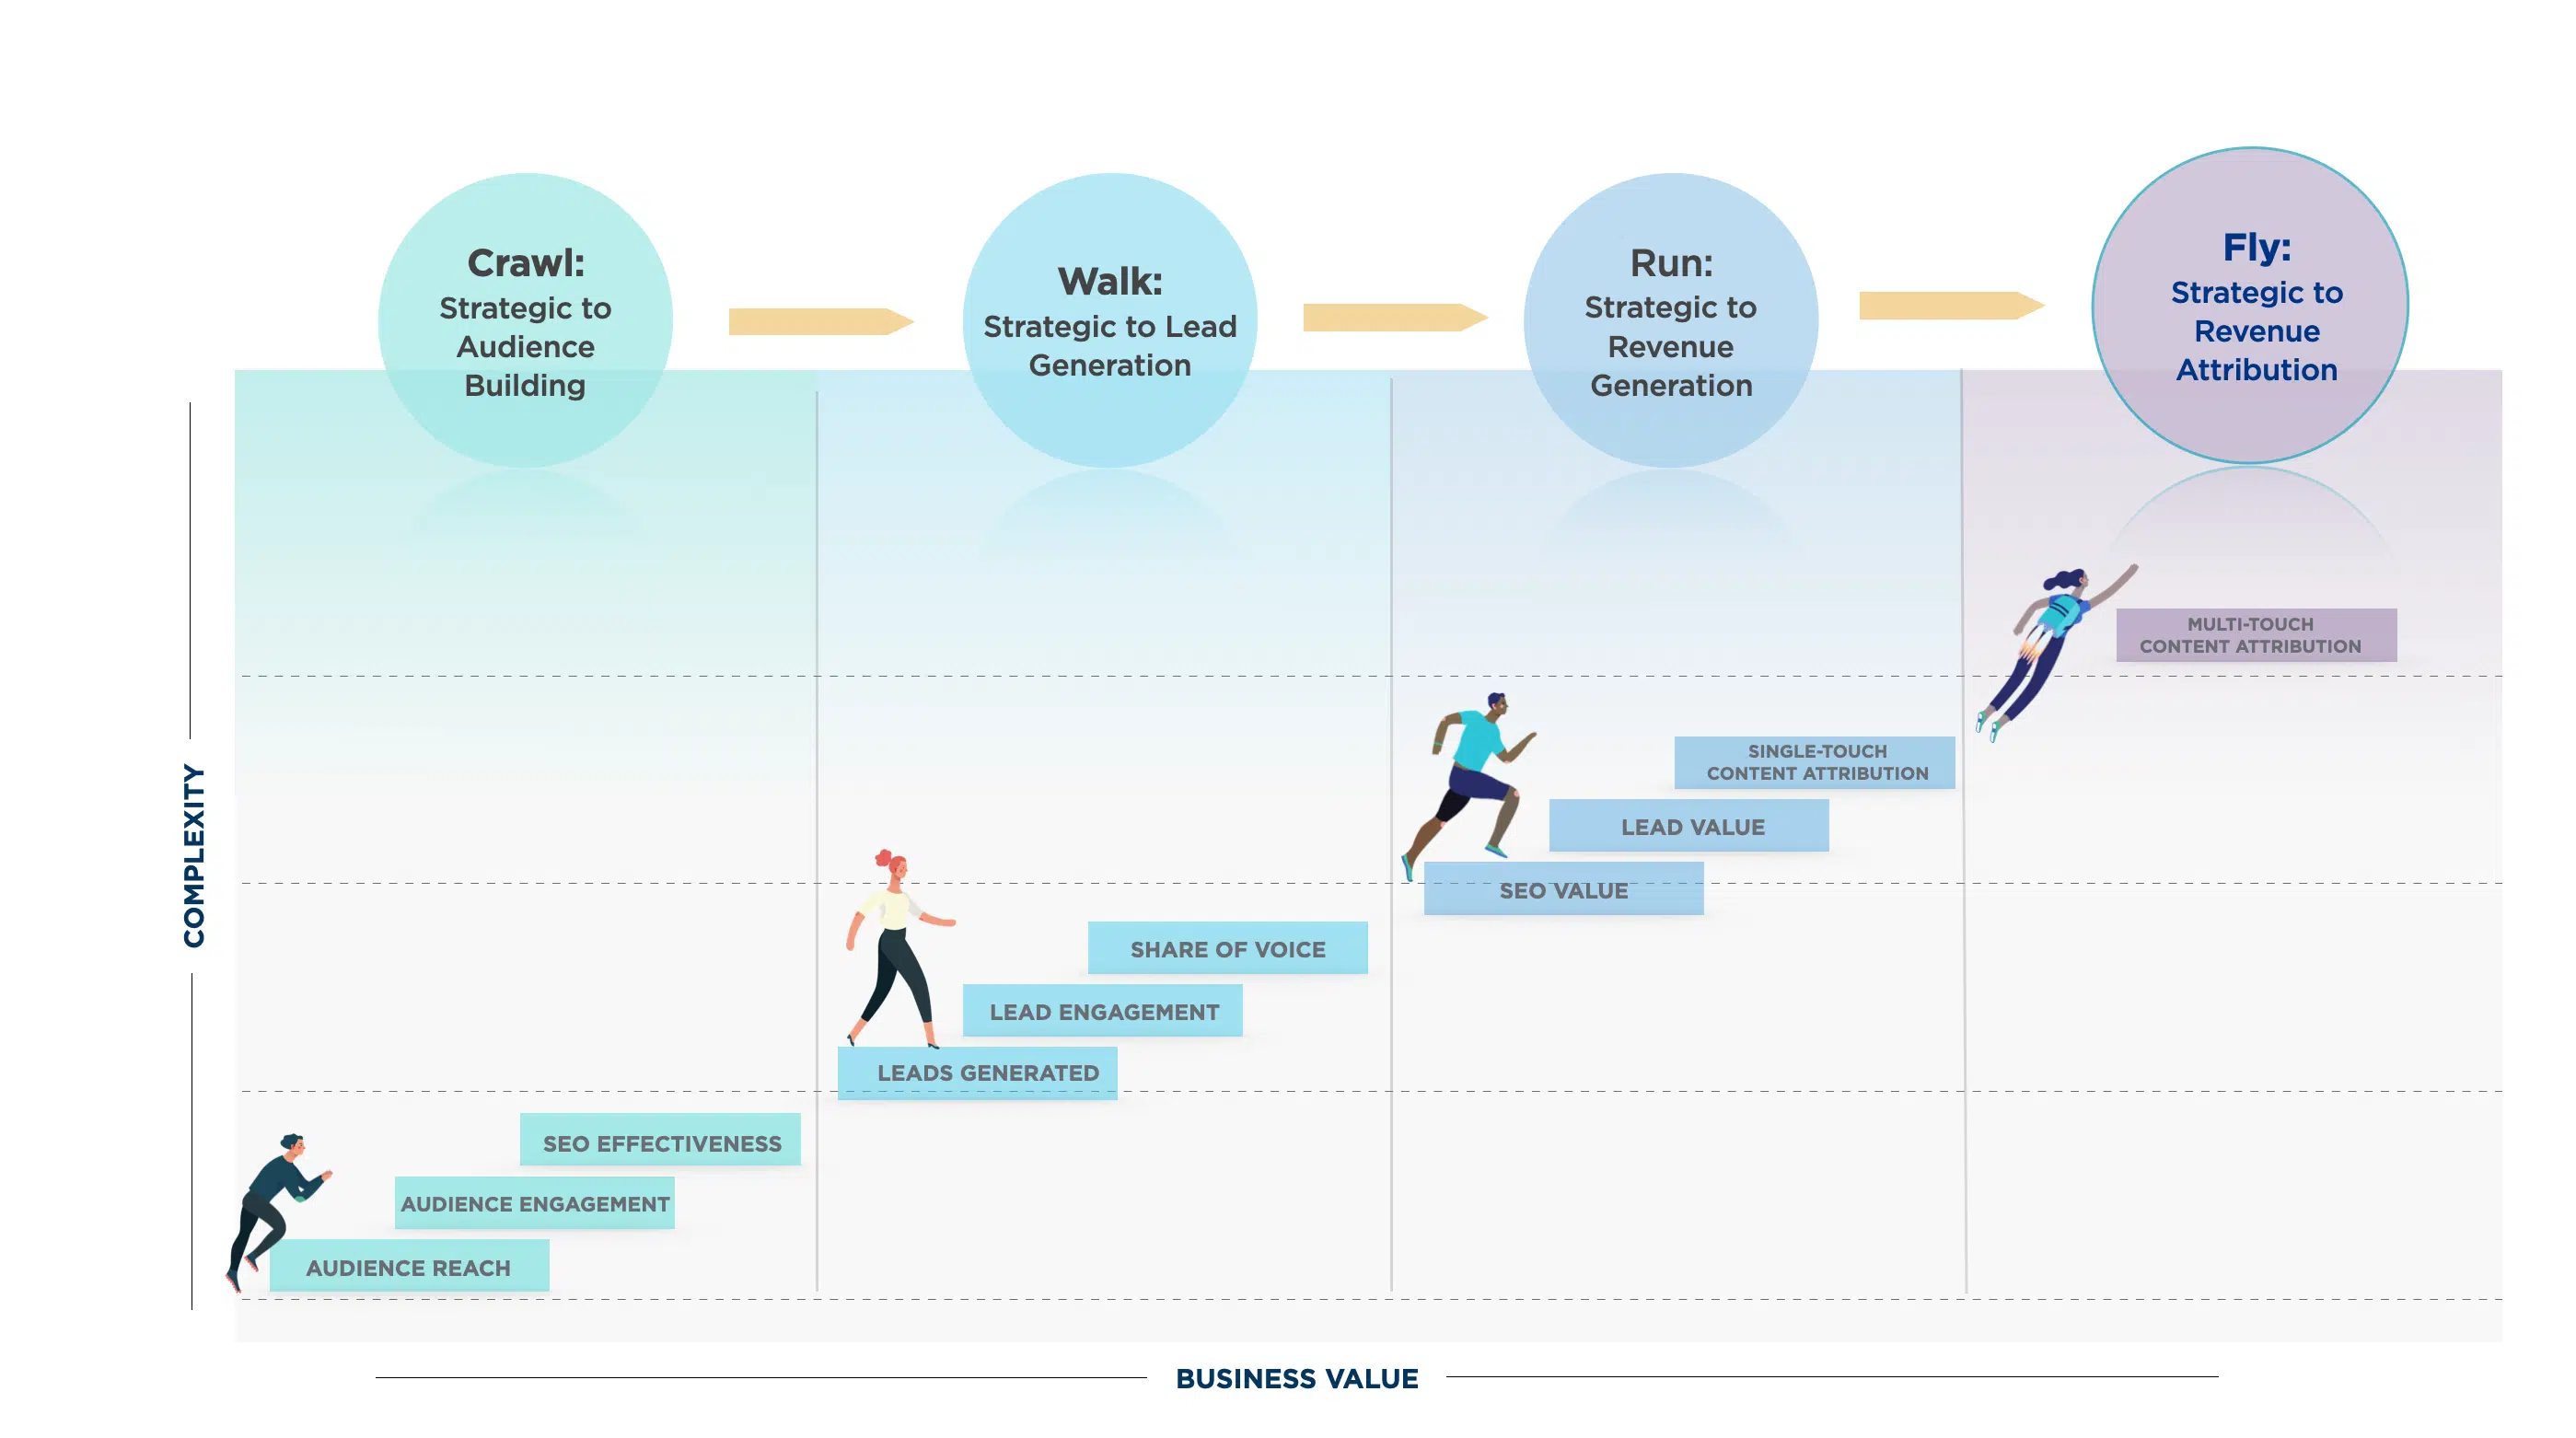 Crawl:
Strategic to
Audience
Building
Walk:
Strategic to Lead
Generation
Run:
Strategic to
Revenue
Generation
Fly:
Strategic to
Revenue
Attribution
MULTI-TOUCH
CONTENT ATTRIBUTION
SINGLE-TOUCH
CONTENT ATTRIBUTION
LEAD VALUE
SEO VALUE
SHARE OF VOICE
LEAD ENGAGEMENT
LEADS GENERATED
SEO EFFECTIVENESS
AUDIENCE ENGAGEMENT
AUDIENCE REACH
COMPLEXITY
BUSINESS VALUE